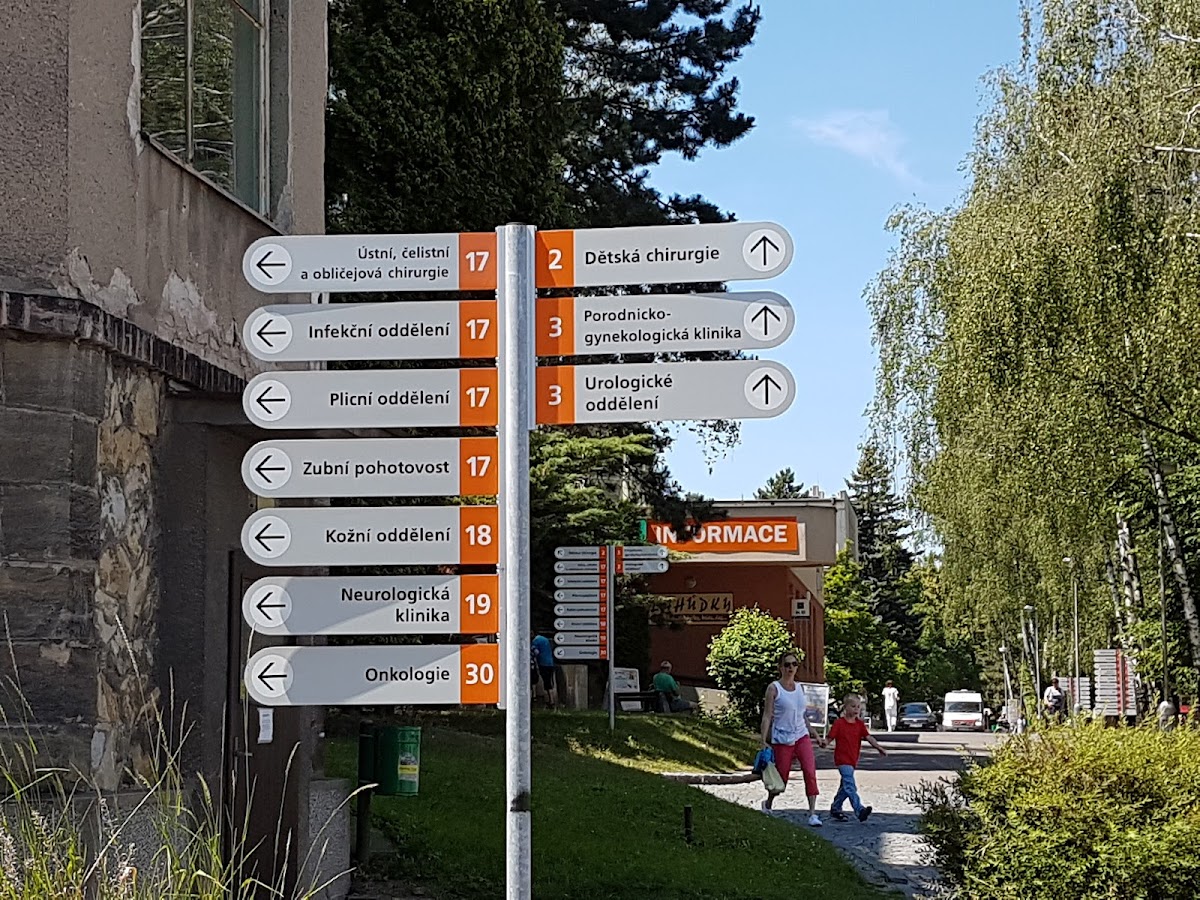 Ústní, čelistní
a obličejová chirurgie
17
Infekční oddělení
17
Plicní oddělení
17
Zubní pohotovost
17
Kožní oddělení
18
Neurologická
klinika
19
Onkologie
30
2
Dětská chirurgie
3
Porodnicko-
gynekologická klinika
3
Urologické
oddělení
INFORMACE